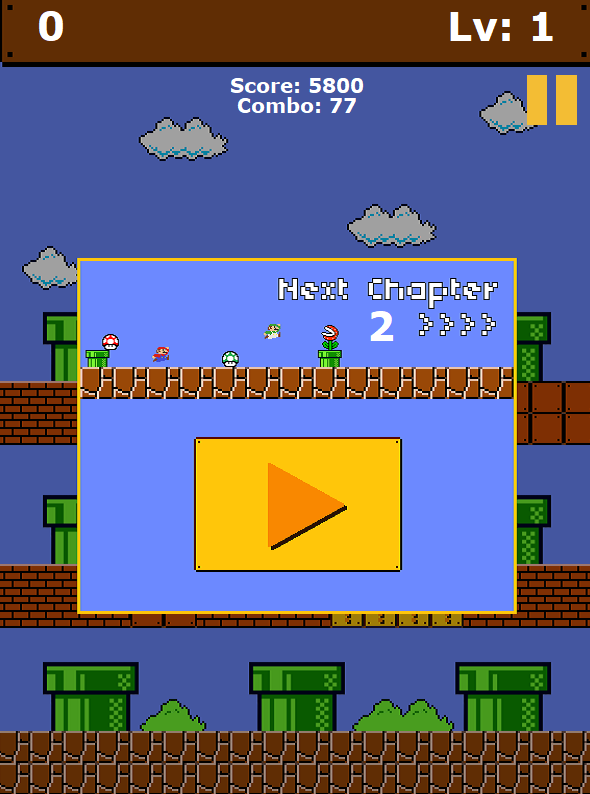 0
Lv: 1
Score: 5800
Combo: 77
Next Chapter
2 >>>>